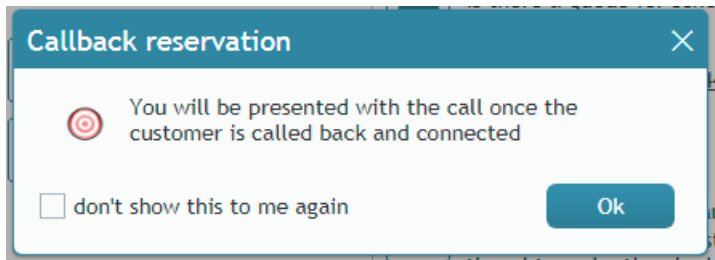 Callback reservation
You will be presented with the call once the
customer is called back and connected
don't show this to me again
Ok